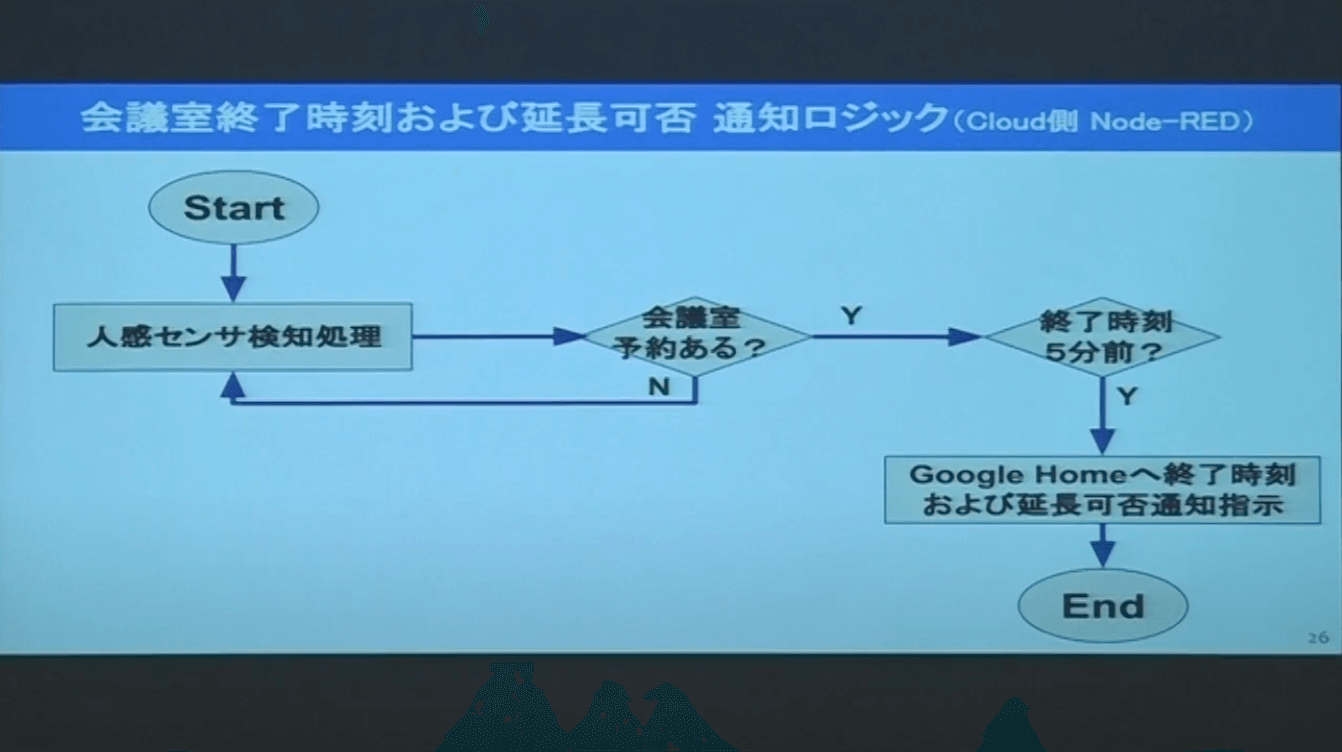 会議室終了時刻および延長可否 通知ロジック(Cloud側 Node-RED)
Start
人感センサ検知処理
会議室
予約ある？
Y
N
終了時刻
5分前？
Y
Google Homeへ終了時刻
および延長可否通知指示
End
26